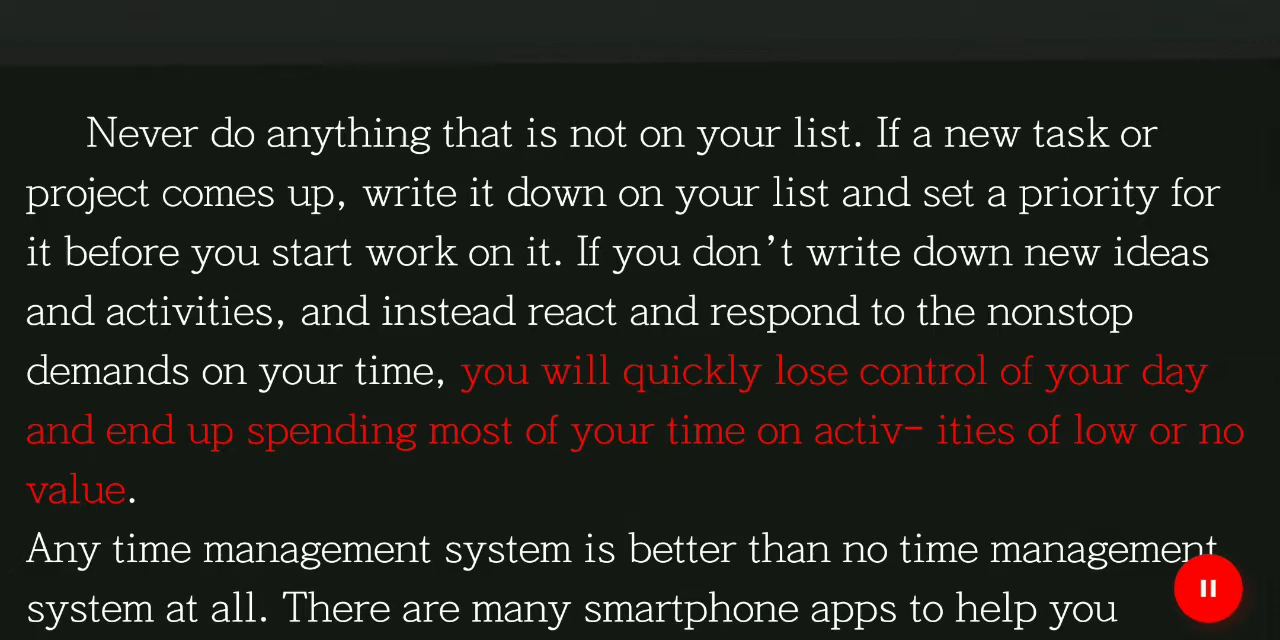 Never do anything that is not on your list. If a new task or
project comes up, write it down on your list and set a priority for
it before you start work on it. If you don’t write down new ideas
and activities, and instead react and respond to the nonstop
demands on your time, you will quickly lose control of your day
and end up spending most of your time on activ- ities of low or no
value.
Any time management system is better than no time management
system at all. There are many smartphone apps to help you